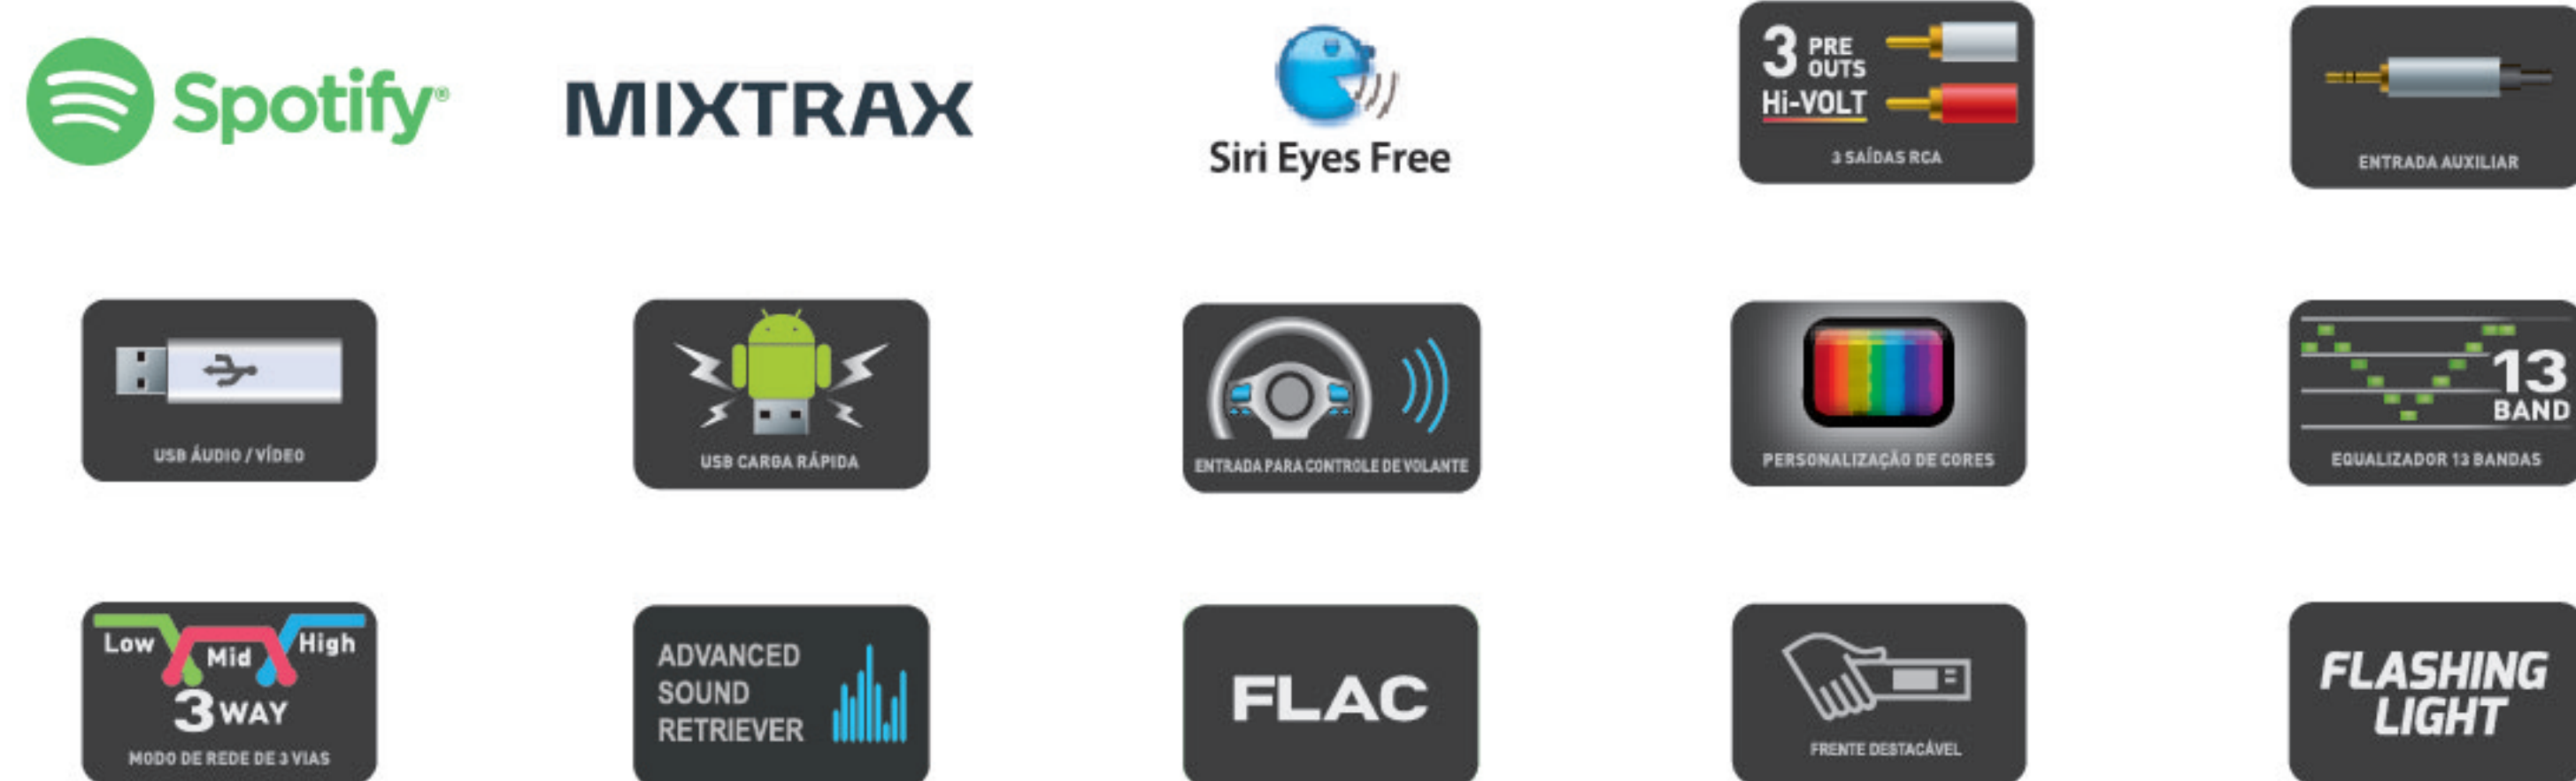 Spotify®
MIXTRAX
Siri Eyes Free
3 PRE
OUTS
Hi-VOLT
3 SAÍDAS RCA
ENTRADA AUXILIAR
USB ÁUDIO / VÍDEO
USB CARGA RÁPIDA
ENTRADA PARA CONTROLE DE VOLANTE
PERSONALIZAÇÃO DE CORES
13
BAND
EQUALIZADOR 13 BANDAS
Low Mid High
3 WAY
MODO DE REDE DE 3 VIAS
ADVANCED
SOUND
RETRIEVER
FLAC
FRENTE DESTACÁVEL
FLASHING
LIGHT